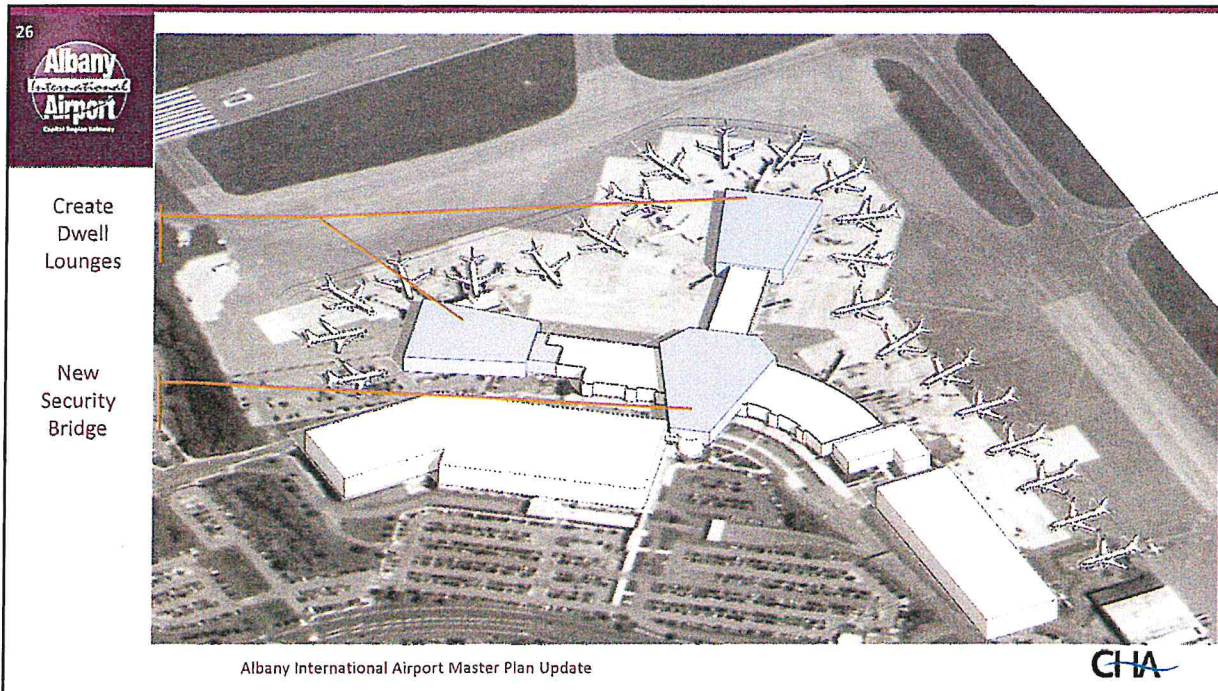 26
Albany
International
Airport
Capital Region Gateway
Create
Dwell
Lounges
New
Security
Bridge
Albany International Airport Master Plan Update
CHA